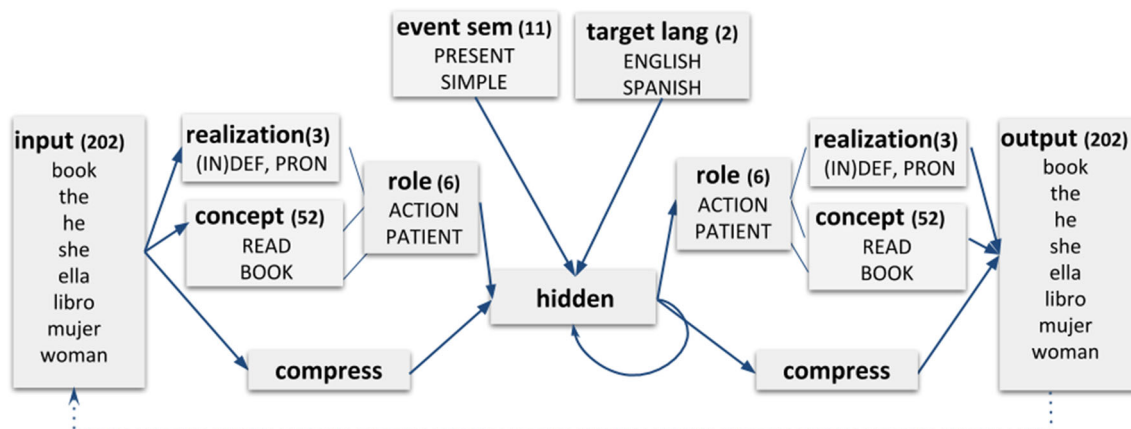 event sem (11)
PRESENT
SIMPLE
target lang (2)
ENGLISH
SPANISH
input (202)
book
the
he
she
ella
libro
mujer
woman
realization(3)
(IN)DEF, PRON
concept (52)
READ
BOOK
role (6)
ACTION
PATIENT
compress
hidden
role (6)
ACTION
PATIENT
realization(3)
(IN)DEF, PRON
concept (52)
READ
BOOK
compress
output (202)
book
the
he
she
ella
libro
mujer
woman